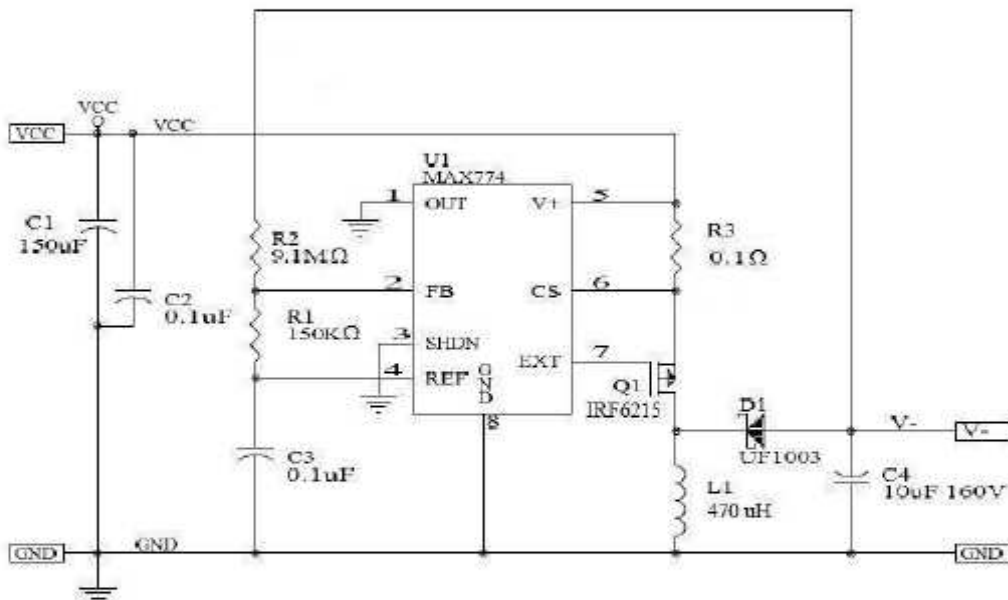 VCC
VCC VCC
U1
MAX774
1 OUT V+ 5
C1
150uF
R2
9.1MΩ
R3
0.1Ω
2 FB CS 6
C2
0.1uF
R1
150KΩ
3 SHDN
EXT 7
4 REF GND
8
Q1
IRF6215
D1
UF1003
V- V-
C3
0.1uF
L1
470 uH
C4
10uF 160V
GND GND GND